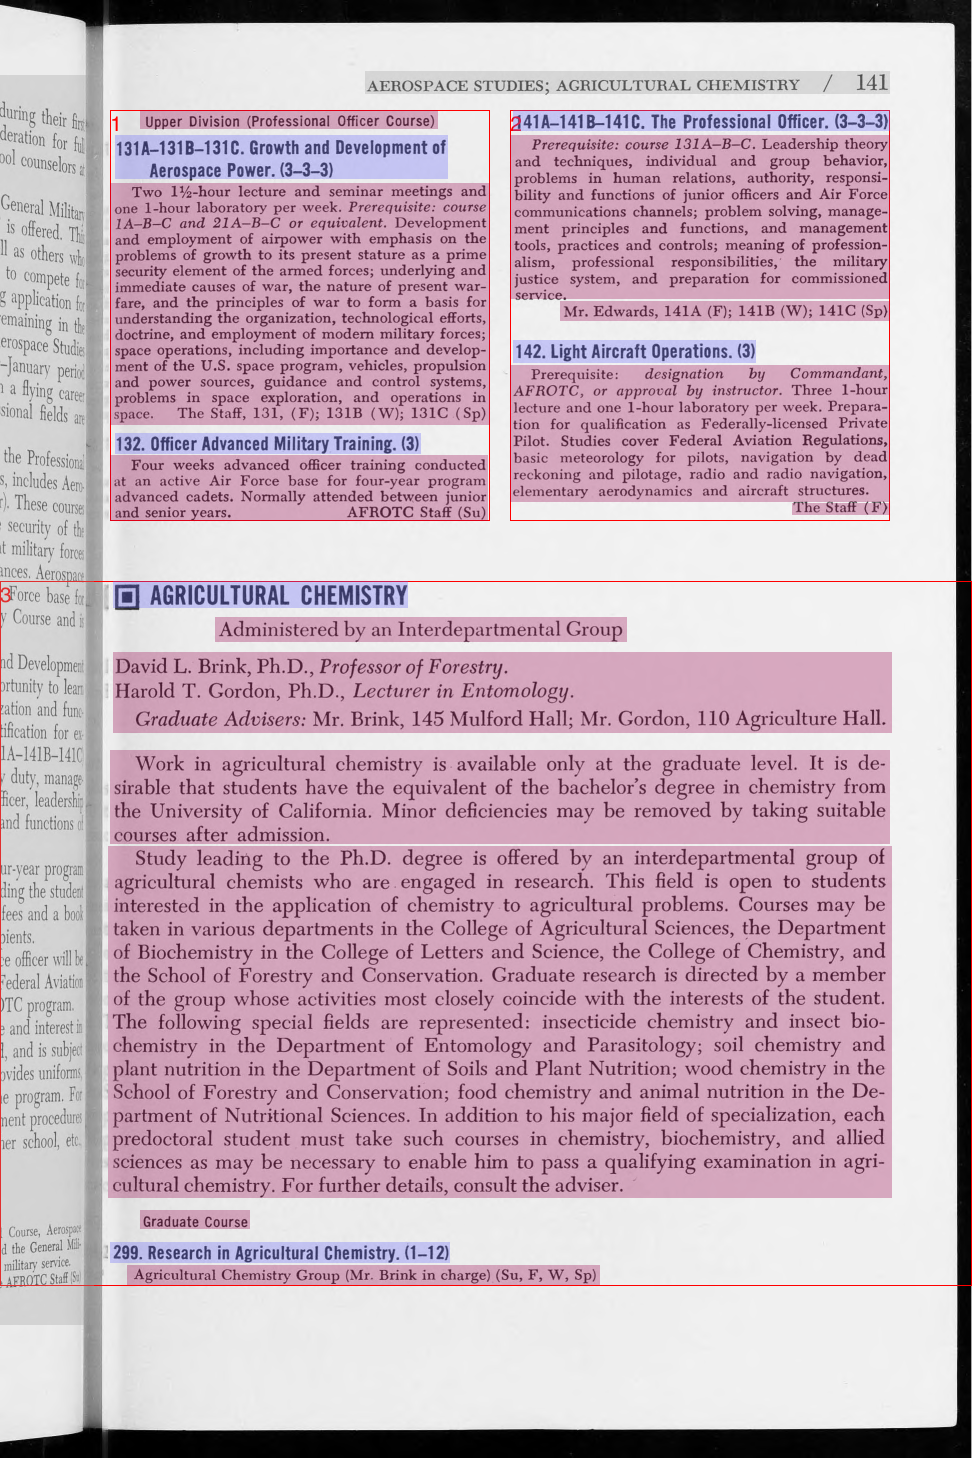 AEROSPACE STUDIES; AGRICULTURAL CHEMISTRY / 141
1
Upper Division (Professional Officer Course)
131A–131B–131C. Growth and Development of
Aerospace Power. (3–3–3)
Two 1½-hour lecture and seminar meetings and
one 1-hour laboratory per week. Prerequisite: course
1A–B–C and 21A–B–C or equivalent. Development
and employment of airpower with emphasis on the
problems of growth to its present stature as a prime
security element of the armed forces; underlying and
immediate causes of war, the nature of present war-
fare, and the principles of war to form a basis for
understanding the organization, technological efforts,
doctrine, and employment of modern military forces;
space operations, including importance and develop-
ment of the U.S. space program, vehicles, propulsion
and power sources, guidance and control systems,
problems in space exploration, and operations in
space. The Staff, 131, (F); 131B (W); 131C (Sp)
132. Officer Advanced Military Training. (3)
Four weeks advanced officer training conducted
at an active Air Force base for four-year program
advanced cadets. Normally attended between junior
and senior years. AFROTC Staff (Su)
2
141A–141B–141C. The Professional Officer. (3–3–3)
Prerequisite: course 131A–B–C. Leadership theory
and techniques, individual and group behavior,
problems in human relations, authority, responsi-
bility and functions of junior officers and Air Force
communications channels; problem solving, manage-
ment principles and functions, and management
tools, practices and controls; meaning of profession-
alism, professional responsibilities, the military
justice system, and preparation for commissioned
service.
Mr. Edwards, 141A (F); 141B (W); 141C (Sp)
142. Light Aircraft Operations. (3)
Prerequisite: designation by Commandant,
AFROTC, or approval by instructor. Three 1-hour
lecture and one 1-hour laboratory per week. Prepara-
tion for qualification as Federally-licensed Private
Pilot. Studies cover Federal Aviation Regulations,
basic meteorology for pilots, navigation by dead
reckoning and pilotage, radio and radio navigation,
elementary aerodynamics and aircraft structures.
The Staff (F)
3
AGRICULTURAL CHEMISTRY
Administered by an Interdepartmental Group
David L. Brink, Ph.D., Professor of Forestry.
Harold T. Gordon, Ph.D., Lecturer in Entomology.
Graduate Advisers: Mr. Brink, 145 Mulford Hall; Mr. Gordon, 110 Agriculture Hall.
Work in agricultural chemistry is available only at the graduate level. It is de-
sirable that students have the equivalent of the bachelor's degree in chemistry from
the University of California. Minor deficiencies may be removed by taking suitable
courses after admission.
Study leading to the Ph.D. degree is offered by an interdepartmental group of
agricultural chemists who are engaged in research. This field is open to students
interested in the application of chemistry to agricultural problems. Courses may be
taken in various departments in the College of Agricultural Sciences, the Department
of Biochemistry in the College of Letters and Science, the College of Chemistry, and
the School of Forestry and Conservation. Graduate research is directed by a member
of the group whose activities most closely coincide with the interests of the student.
The following special fields are represented: insecticide chemistry and insect bio-
chemistry in the Department of Entomology and Parasitology; soil chemistry and
plant nutrition in the Department of Soils and Plant Nutrition; wood chemistry in the
School of Forestry and Conservation; food chemistry and animal nutrition in the De-
partment of Nutritional Sciences. In addition to his major field of specialization, each
predoctoral student must take such courses in chemistry, biochemistry, and allied
sciences as may be necessary to enable him to pass a qualifying examination in agri-
cultural chemistry. For further details, consult the adviser.
Graduate Course
299. Research in Agricultural Chemistry. (1–12)
Agricultural Chemistry Group (Mr. Brink in charge) (Su, F, W, Sp)